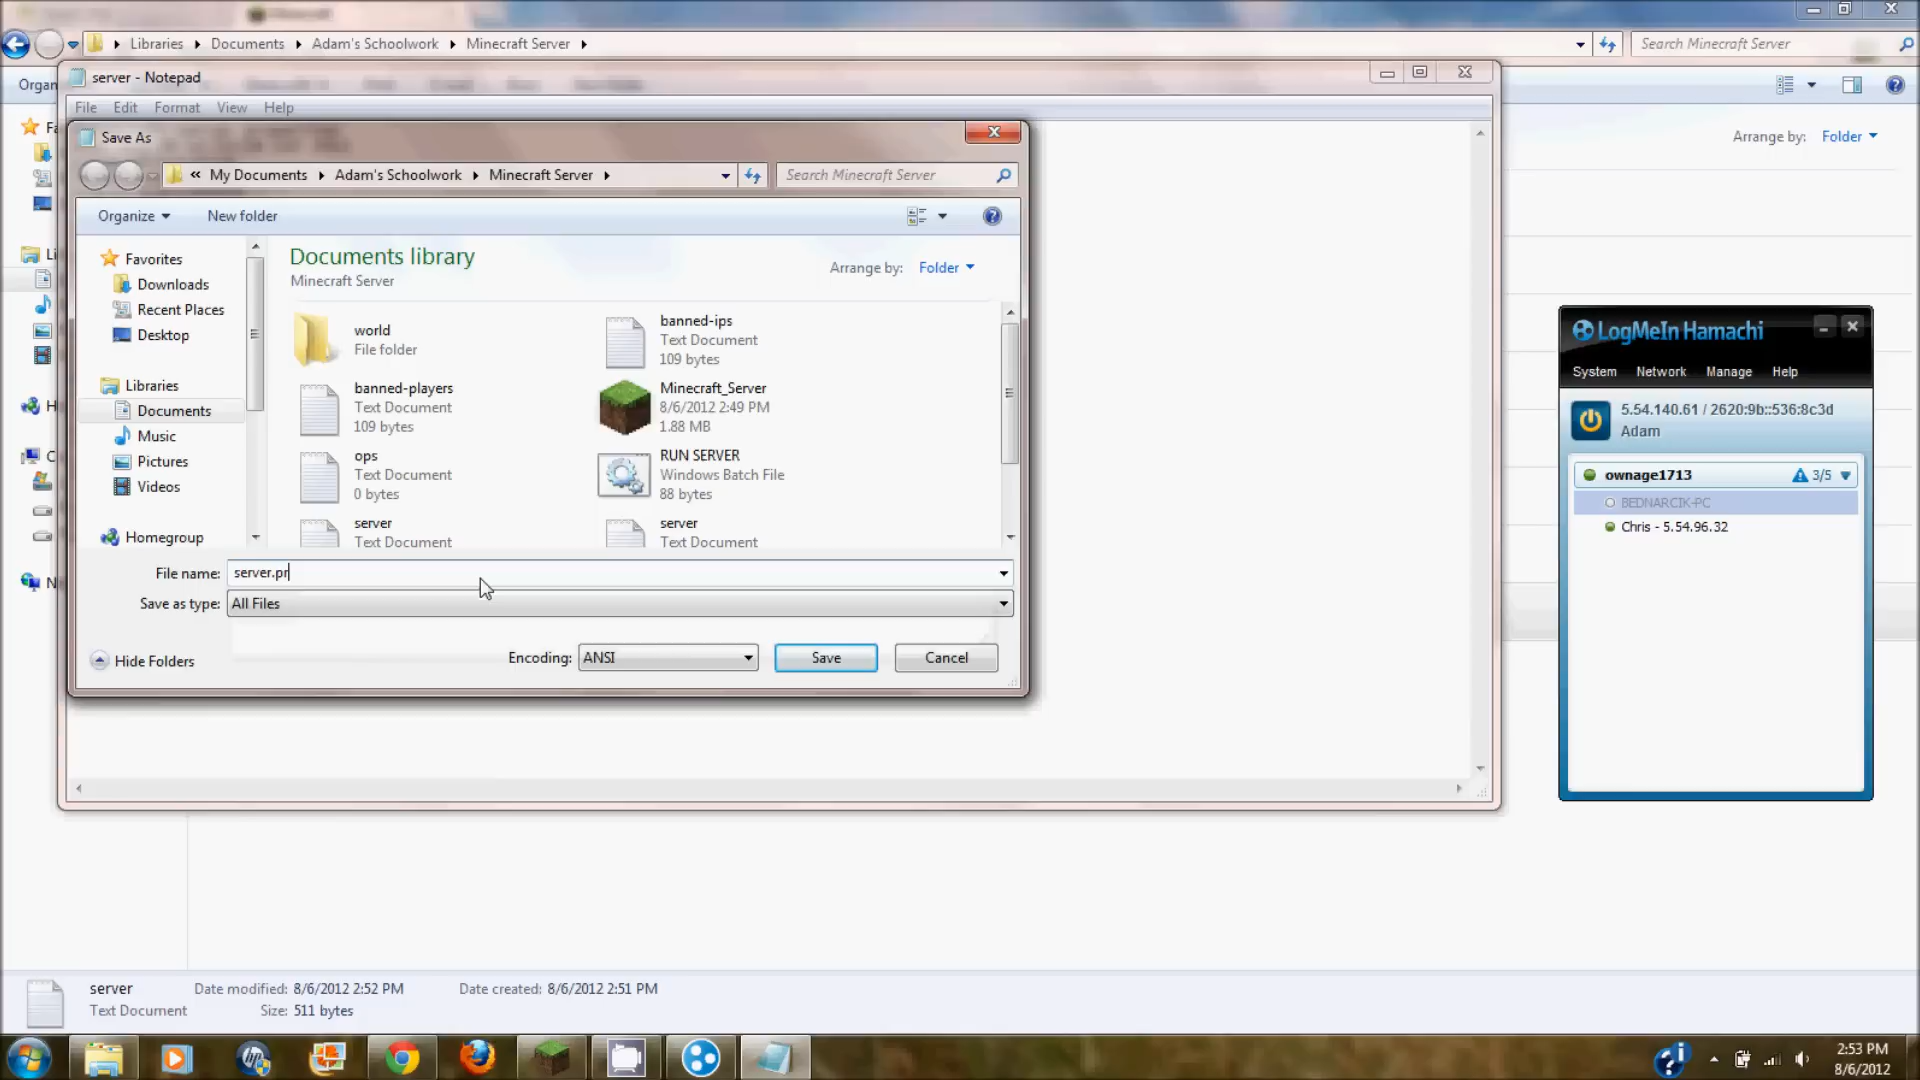 Libraries
Documents
Adam's Schoolwork
Minecraft Server
Search Minecraft Server
server - Notepad
Organ
File Edit Format View Help
Arrange by: Folder
Save As
« My Documents
Adam's Schoolwork
Minecraft Server
Search Minecraft Server
Organize
New folder
Favorites
Downloads
Recent Places
Desktop
Libraries
Documents
Music
Pictures
Videos
Homegroup
Documents library
Minecraft Server
Arrange by: Folder
world
File folder
banned-ips
Text Document
109 bytes
banned-players
Text Document
109 bytes
Minecraft_Server
8/6/2012 2:49 PM
1.88 MB
ops
Text Document
0 bytes
RUN SERVER
Windows Batch File
88 bytes
server
Text Document
server
Text Document
File name: server.pr
Save as type: All Files
Hide Folders
Encoding: ANSI
Save
Cancel
LogMeIn Hamachi
System Network Manage Help
5.54.140.61 / 2620:9b::536:8c3d
Adam
ownage1713
3/5
BEDNARCIK-PC
Chris - 5.54.96.32
server
Date modified: 8/6/2012 2:52 PM
Date created: 8/6/2012 2:51 PM
Text Document
Size: 511 bytes
hp
2:53 PM
8/6/2012